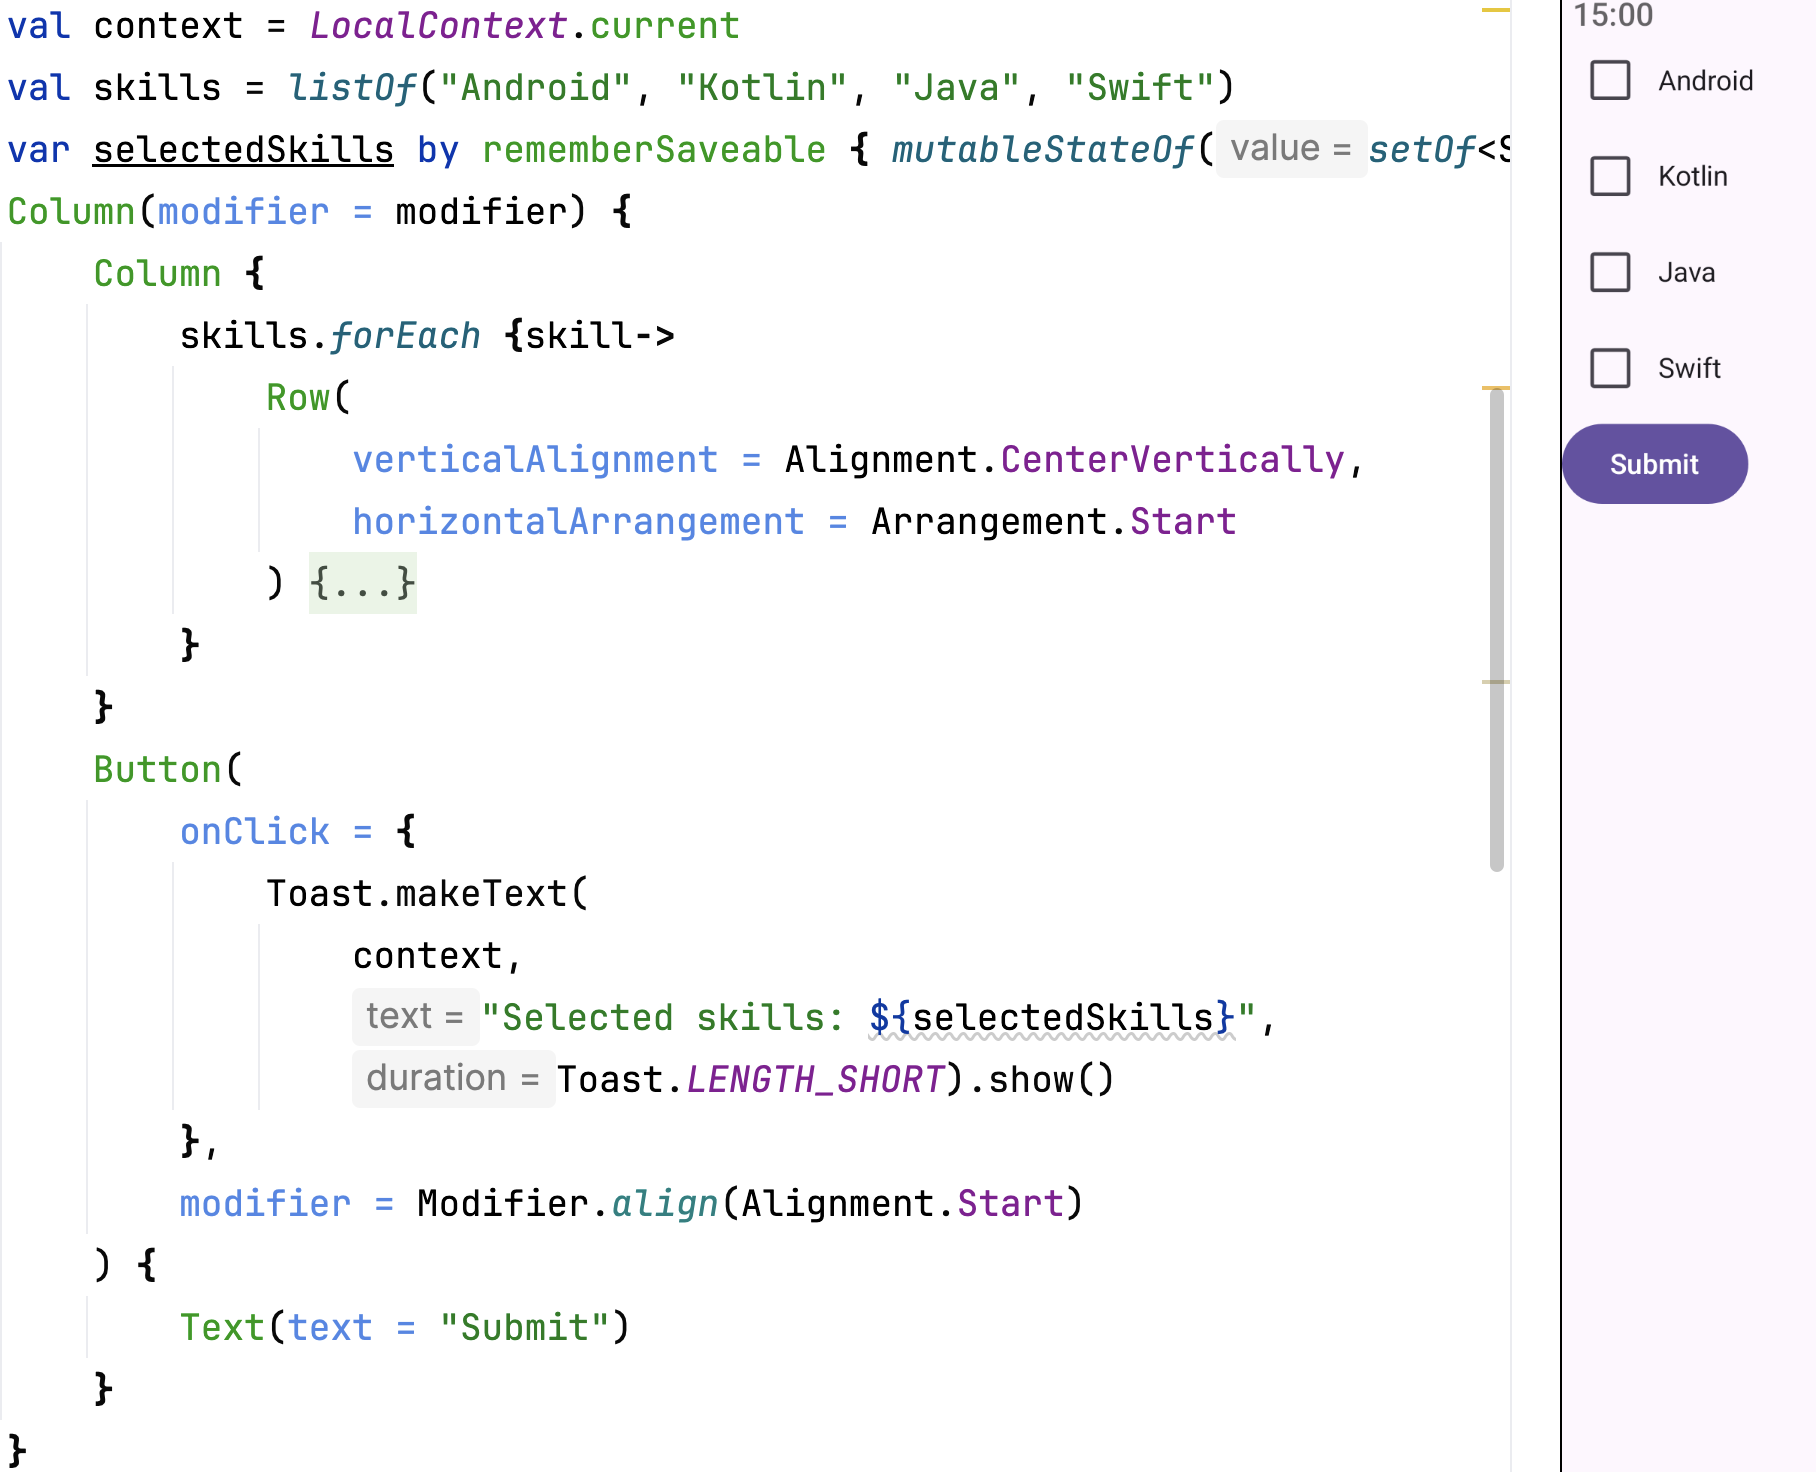 val context = LocalContext.current
val skills = listOf("Android", "Kotlin", "Java", "Swift")
var selectedSkills by rememberSaveable { mutableStateOf( value = setOf<S
Column(modifier = modifier) {
Column {
skills.forEach {skill->
Row(
verticalAlignment = Alignment.CenterVertically,
horizontalArrangement = Arrangement.Start
) {...}
}
}
Button(
onClick = {
Toast.makeText(
context,
text = "Selected skills: ${selectedSkills}",
duration = Toast.LENGTH_SHORT).show()
},
modifier = Modifier.align(Alignment.Start)
) {
Text(text = "Submit")
}
}
15:00
Android
Kotlin
Java
Swift
Submit